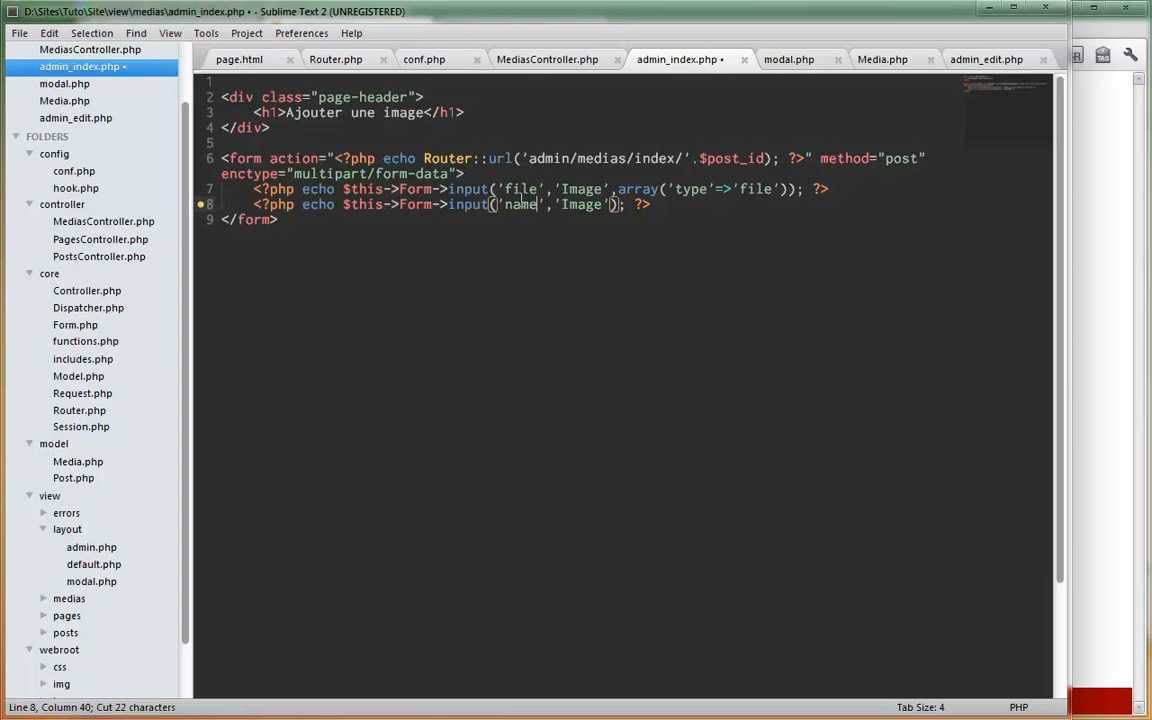 D:\Sites\Tuto\Site\view\medias\admin_index.php • - Sublime Text 2 (UNREGISTERED)
File Edit Selection Find View Tools Project Preferences Help
MediasController.php
admin_index.php •
modal.php
Media.php
admin_edit.php
FOLDERS
config
conf.php
hook.php
controller
MediasController.php
PagesController.php
PostsController.php
core
Controller.php
Dispatcher.php
Form.php
functions.php
includes.php
Model.php
Request.php
Router.php
Session.php
model
Media.php
Post.php
view
errors
layout
admin.php
default.php
modal.php
medias
pages
posts
webroot
css
img
page.html Router.php conf.php MediasController.php admin_index.php • modal.php Media.php admin_edit.php
1
2 <div class="page-header">
3 <h1>Ajouter une image</h1>
4 </div>
5
6 <form action="<?php echo Router::url('admin/medias/index/'.$post_id); ?>" method="post"
enctype="multipart/form-data">
7 <?php echo $this->Form->input('file','Image',array('type'=>'file')); ?>
8 <?php echo $this->Form->input('name','Image'); ?>
9 </form>
Line 8, Column 40; Cut 22 characters Tab Size: 4 PHP